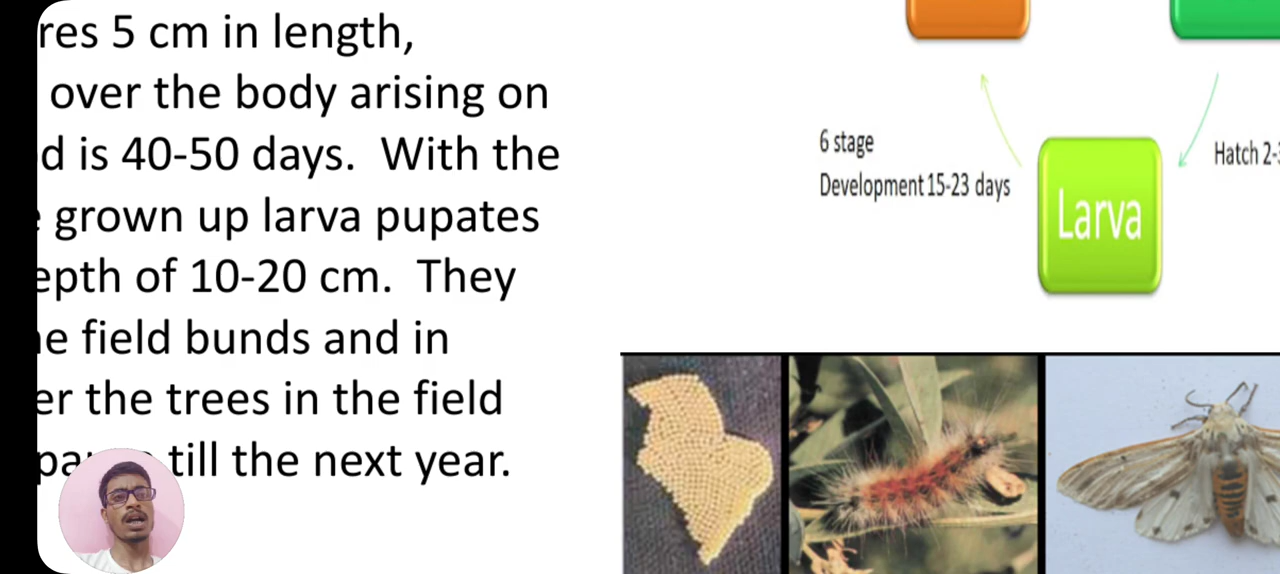 res 5 cm in length,
over the body arising on
d is 40-50 days. With the
grown up larva pupates
epth of 10-20 cm. They
e field bunds and in
er the trees in the field
till the next year.
6 stage
Development 15-23 days
Larva
Hatch 2-